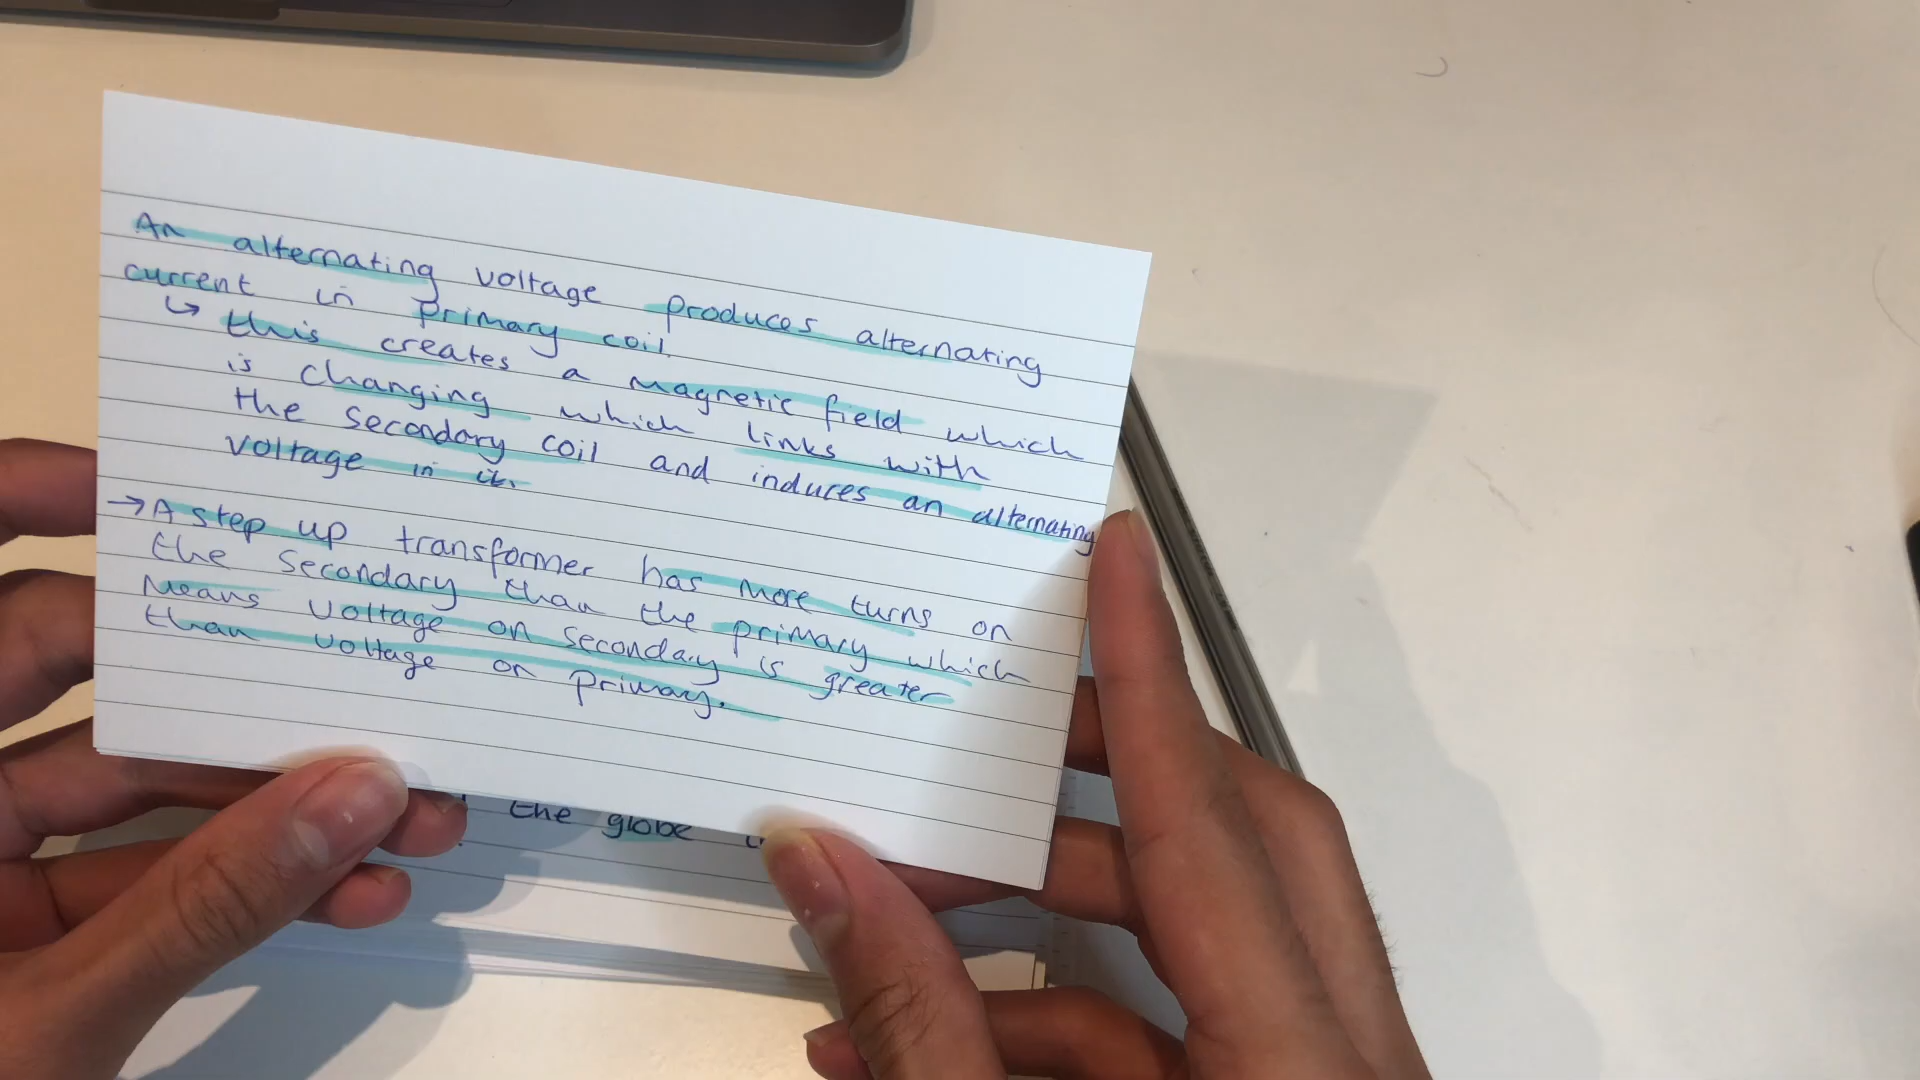 An alternating voltage produces alternating
current in primary coil.
↳ this creates a magnetic field which
is changing which links with
the secondary coil and induces an alternating
voltage in it.
→ A step up transformer has more turns on
the secondary than the primary which
means voltage on secondary is greater
than voltage on primary.
the globe